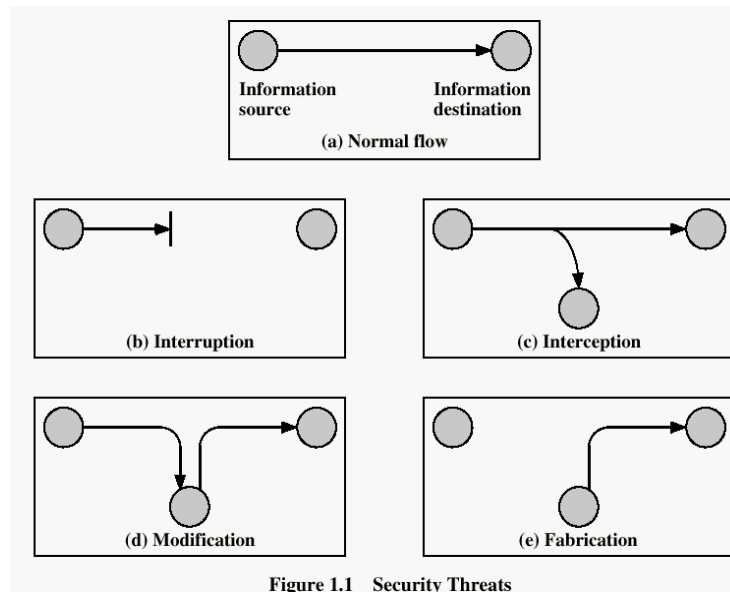 Information
source
Information
destination
(a) Normal flow
(b) Interruption
(c) Interception
(d) Modification
(e) Fabrication
Figure 1.1 Security Threats